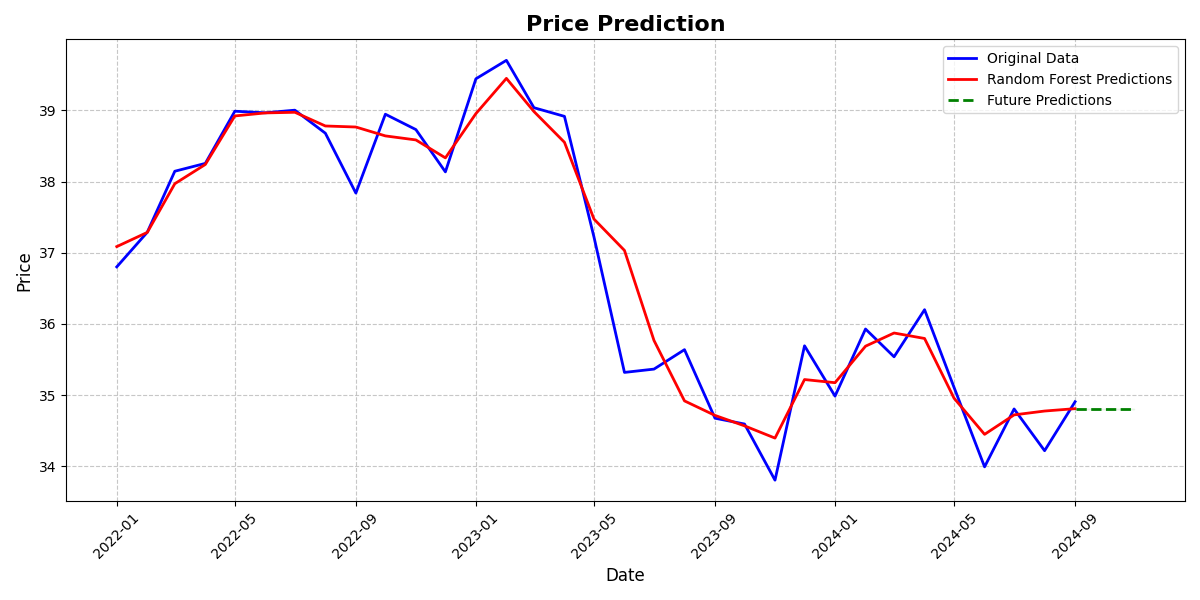 Price Prediction
Original Data
Random Forest Predictions
Future Predictions
Price
39
38
37
36
35
34
2022-01
2022-05
2022-09
2023-01
2023-05
2023-09
2024-01
2024-05
2024-09
Date